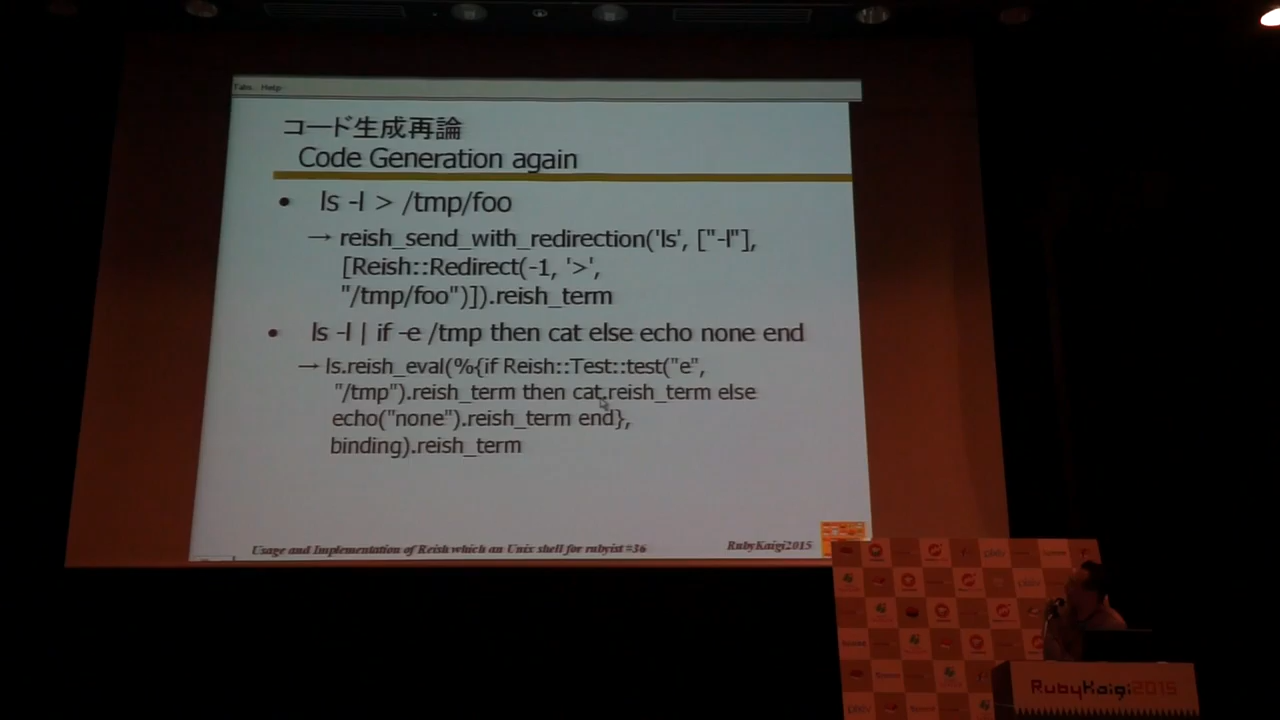 Tabs. Help
コード生成再論
Code Generation again
• ls -l > /tmp/foo
→ reish_send_with_redirection('ls', ["-l"],
[Reish::Redirect(-1, '>',
"/tmp/foo")]).reish_term
• ls -l | if -e /tmp then cat else echo none end
→ ls.reish_eval(%{if Reish::Test::test("e",
"/tmp").reish_term then cat.reish_term else
echo("none").reish_term end},
binding).reish_term
Usage and Implementation of Reish which an Unix shell for rubyist #36
RubyKaigi2015
RubyKaigi2015